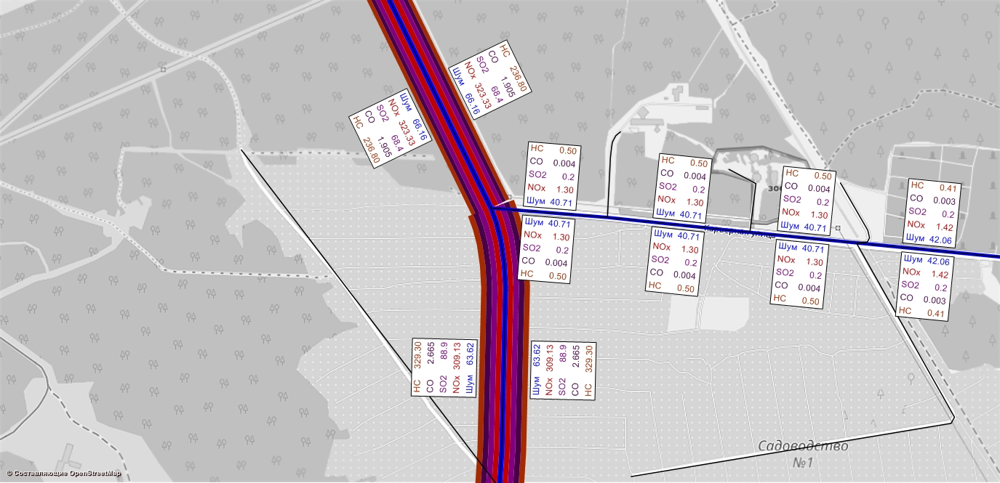 HC 236.80
CO 1.905
SO2 68.4
NOx 323.33
Шум 66.16
Шум 66.16
NOx 323.33
SO2 68.4
CO 1.905
HC 236.80
HC 0.50
CO 0.004
SO2 0.2
NOx 1.30
Шум 40.71
HC 0.50
CO 0.004
SO2 0.2
NOx 1.30
Шум 40.71
HC 0.50
CO 0.004
SO2 0.2
NOx 1.30
Шум 40.71
HC 0.41
CO 0.003
SO2 0.2
NOx 1.42
Шум 42.06
Карьерная улица
Шум 40.71
NOx 1.30
SO2 0.2
CO 0.004
HC 0.50
Шум 40.71
NOx 1.30
SO2 0.2
CO 0.004
HC 0.50
Шум 40.71
NOx 1.30
SO2 0.2
CO 0.004
HC 0.50
Шум 42.06
NOx 1.42
SO2 0.2
CO 0.003
HC 0.41
HC 329.30
CO 2.665
SO2 88.9
NOx 309.13
Шум 63.62
Шум 63.62
NOx 309.13
SO2 88.9
CO 2.665
HC 329.30
Садоводство
№1
© Составляющие OpenStreetMap